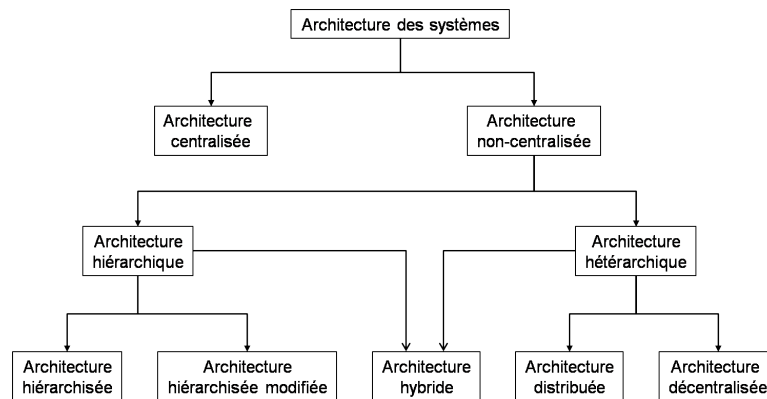 Architecture des systèmes
Architecture
centralisée
Architecture
non-centralisée
Architecture
hiérarchique
Architecture
hétérarchique
Architecture
hiérarchisée
Architecture
hiérarchisée modifiée
Architecture
hybride
Architecture
distribuée
Architecture
décentralisée